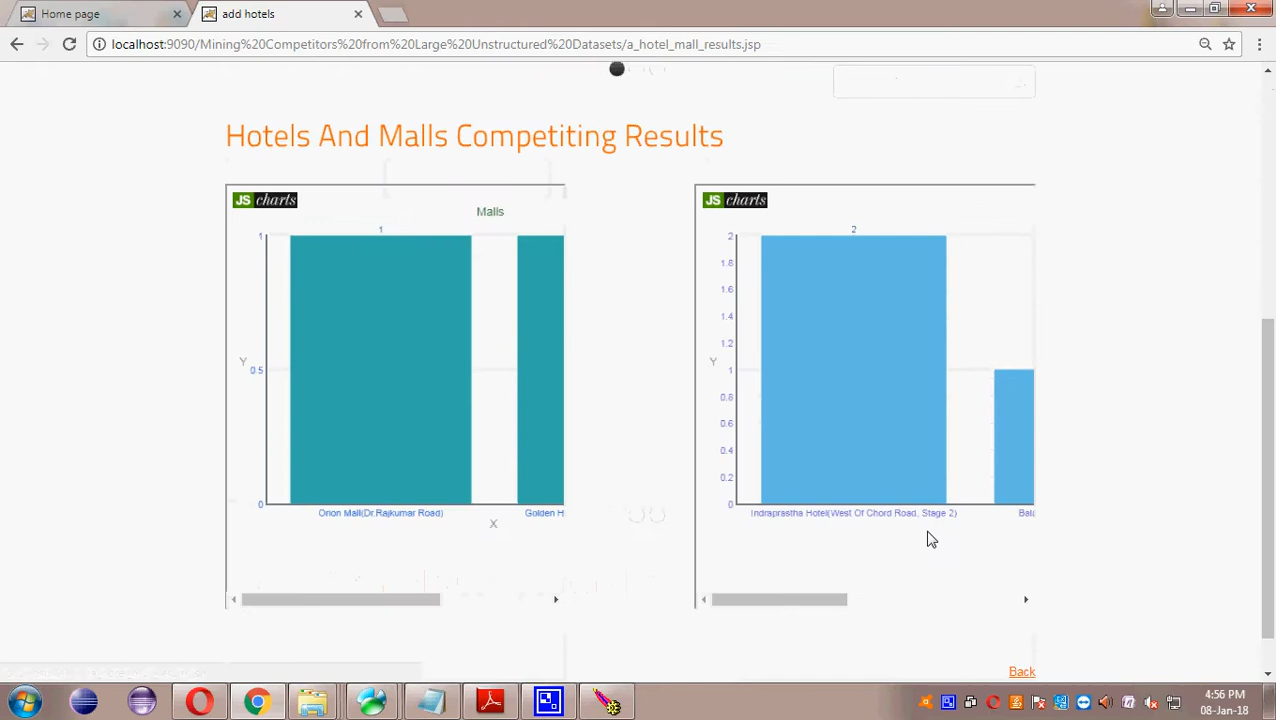 Home page
add hotels
localhost:9090/Mining%20Competitors%20from%20Large%20Unstructured%20Datasets/a_hotel_mall_results.jsp
Hotels And Malls Competiting Results
JS charts
Malls
1
1
Y
0.5
0
Orion Mall(Dr.Rajkumar Road)
Golden H
X
JS charts
2
2
1.8
1.6
1.4
1.2
Y
1
0.8
0.6
0.4
0.2
0
Indraprastha Hotel(West Of Chord Road, Stage 2)
Back
4:56 PM
08-Jan-18